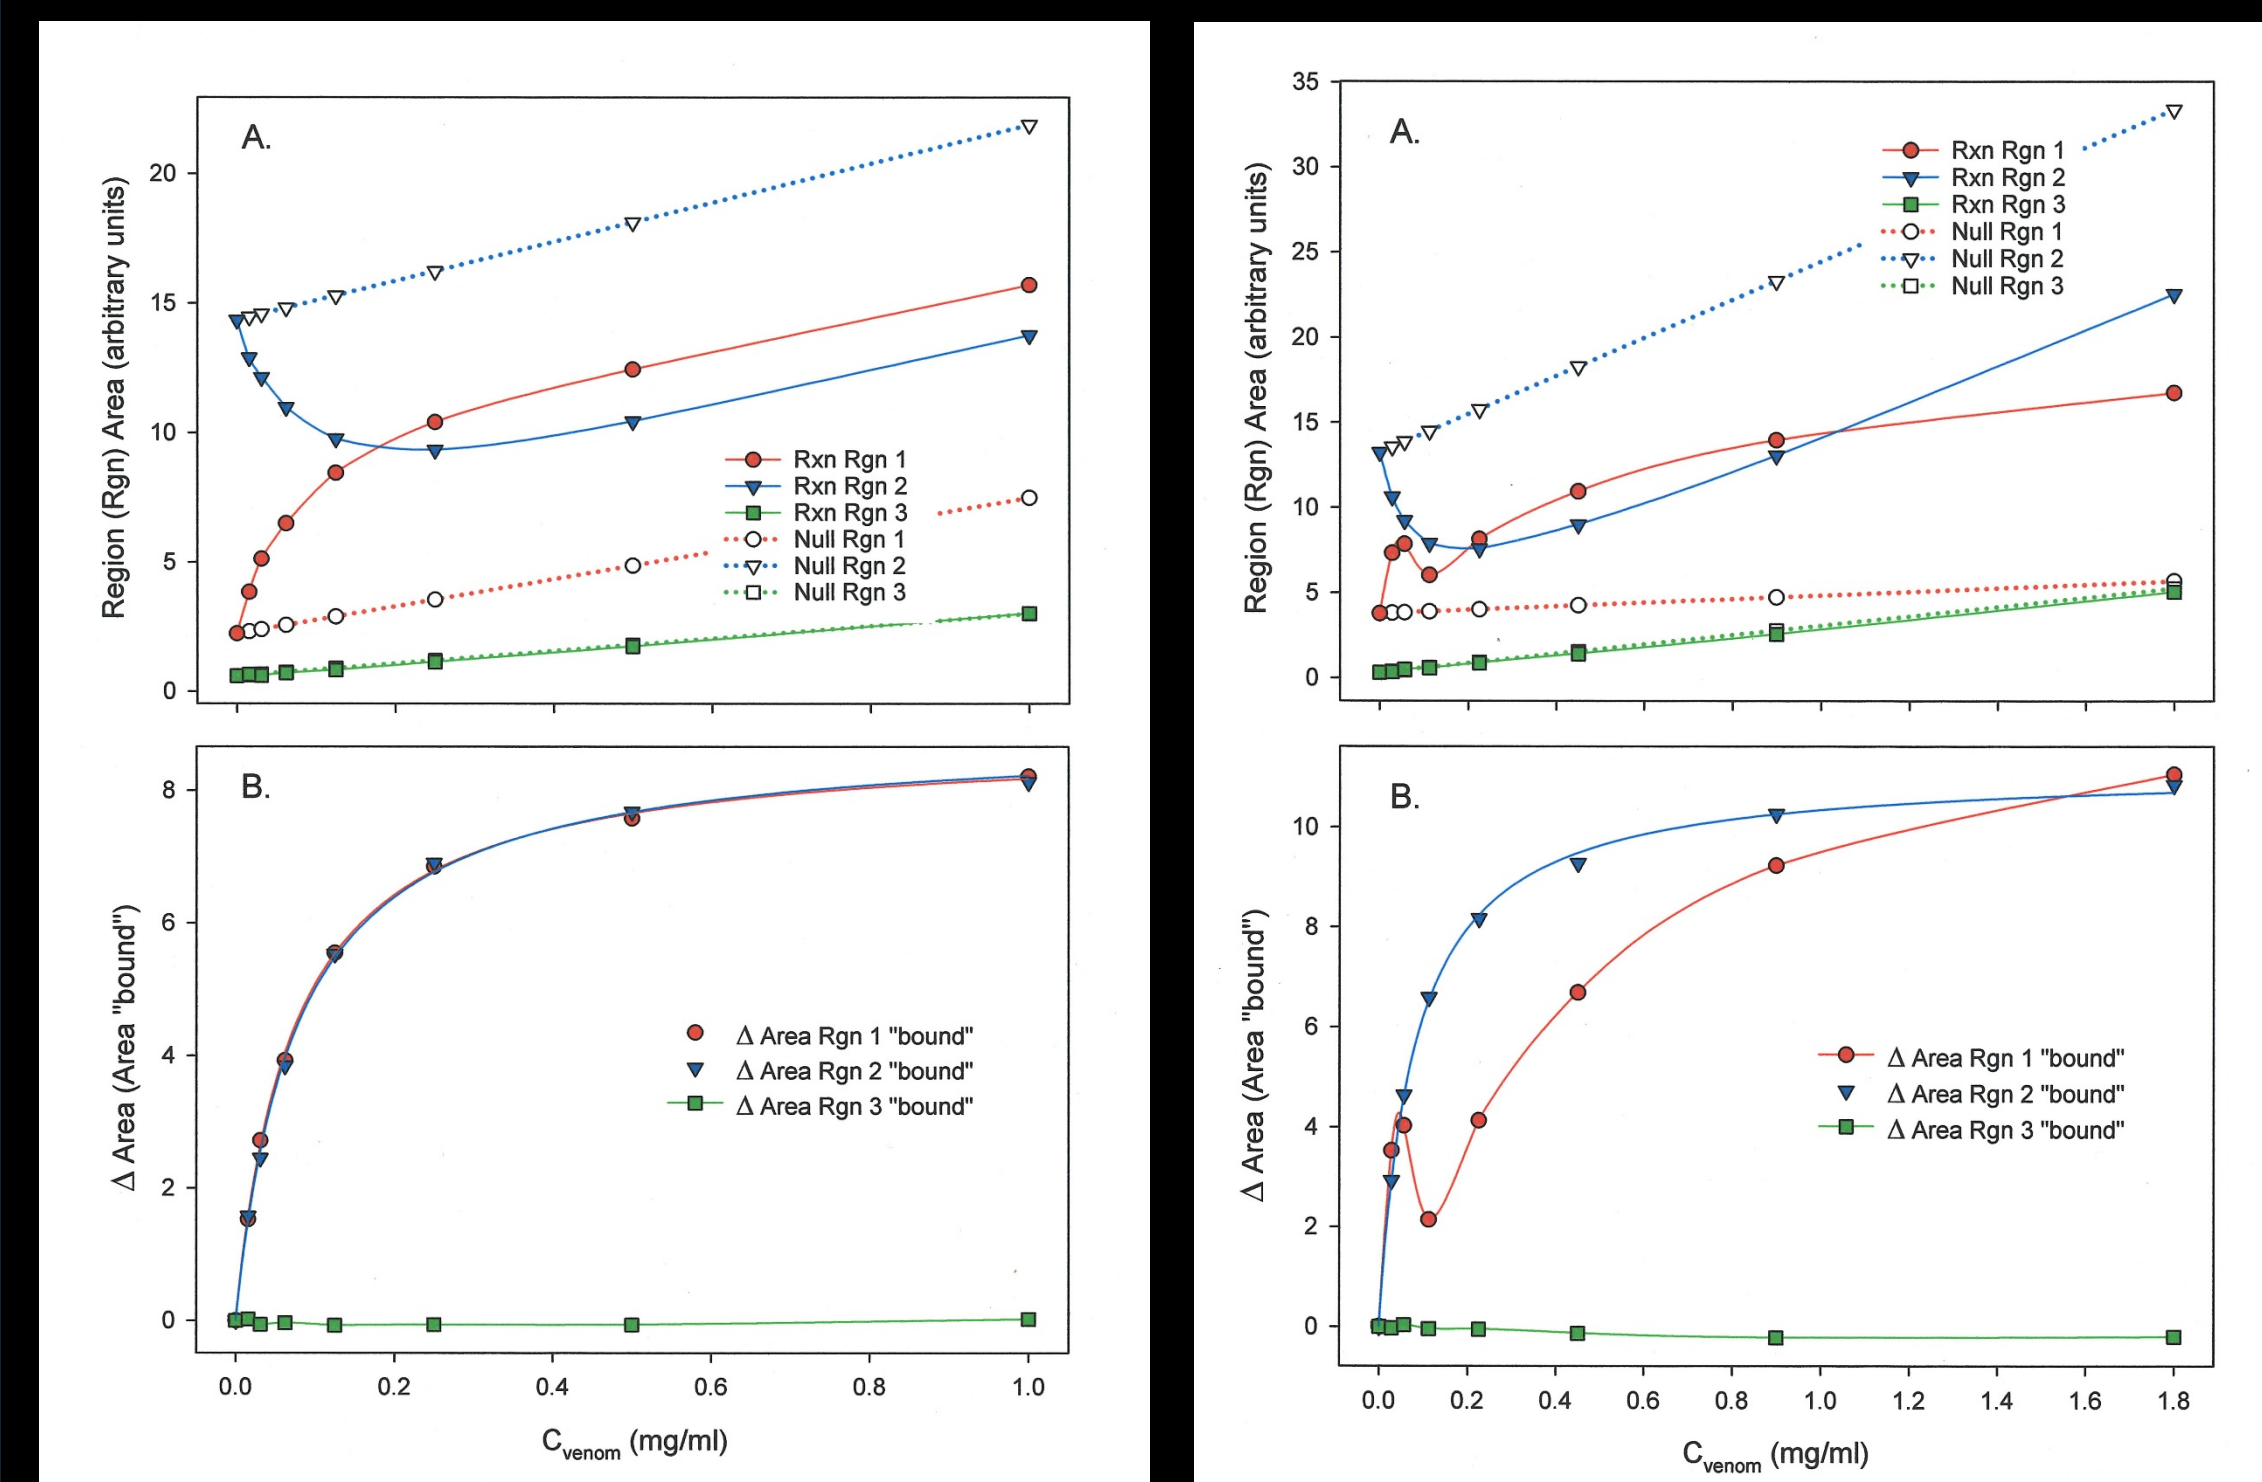 A.
Region (Rgn) Area (arbitrary units)
20
15
10
5
0
Rxn Rgn 1
Rxn Rgn 2
Rxn Rgn 3
Null Rgn 1
Null Rgn 2
Null Rgn 3
B.
Δ Area (Area "bound")
8
6
4
2
0
Δ Area Rgn 1 "bound"
Δ Area Rgn 2 "bound"
Δ Area Rgn 3 "bound"
0.0 0.2 0.4 0.6 0.8 1.0
Cvenom (mg/ml)
A.
Region (Rgn) Area (arbitrary units)
35
30
25
20
15
10
5
0
Rxn Rgn 1
Rxn Rgn 2
Rxn Rgn 3
Null Rgn 1
Null Rgn 2
Null Rgn 3
B.
Δ Area (Area "bound")
10
8
6
4
2
0
Δ Area Rgn 1 "bound"
Δ Area Rgn 2 "bound"
Δ Area Rgn 3 "bound"
0.0 0.2 0.4 0.6 0.8 1.0 1.2 1.4 1.6 1.8
Cvenom (mg/ml)